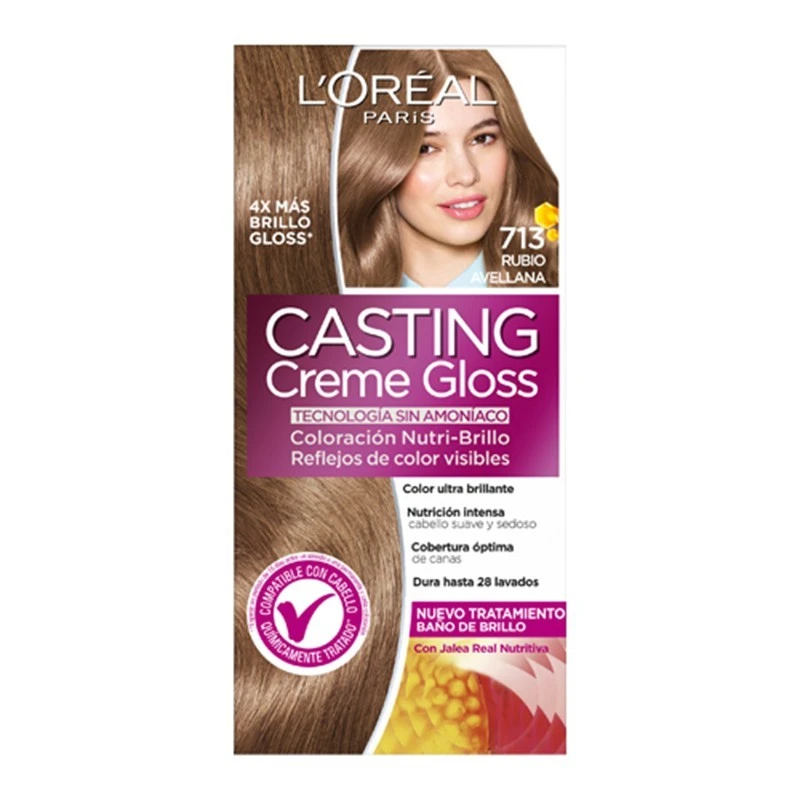 L'ORÉAL
PARIS
4X MÁS
BRILLO
GLOSS*
713
RUBIO
AVELLANA
CASTING
Creme Gloss
TECNOLOGÍA SIN AMONÍACO
Coloración Nutri-Brillo
Reflejos de color visibles
Color ultra brillante
Nutrición intensa
cabello suave y sedoso
Cobertura óptima
de canas
Dura hasta 28 lavados
COMPATIBLE CON CABELLO
QUÍMICAMENTE TRATADO**
NUEVO TRATAMIENTO
BAÑO DE BRILLO
Con Jalea Real Nutritiva